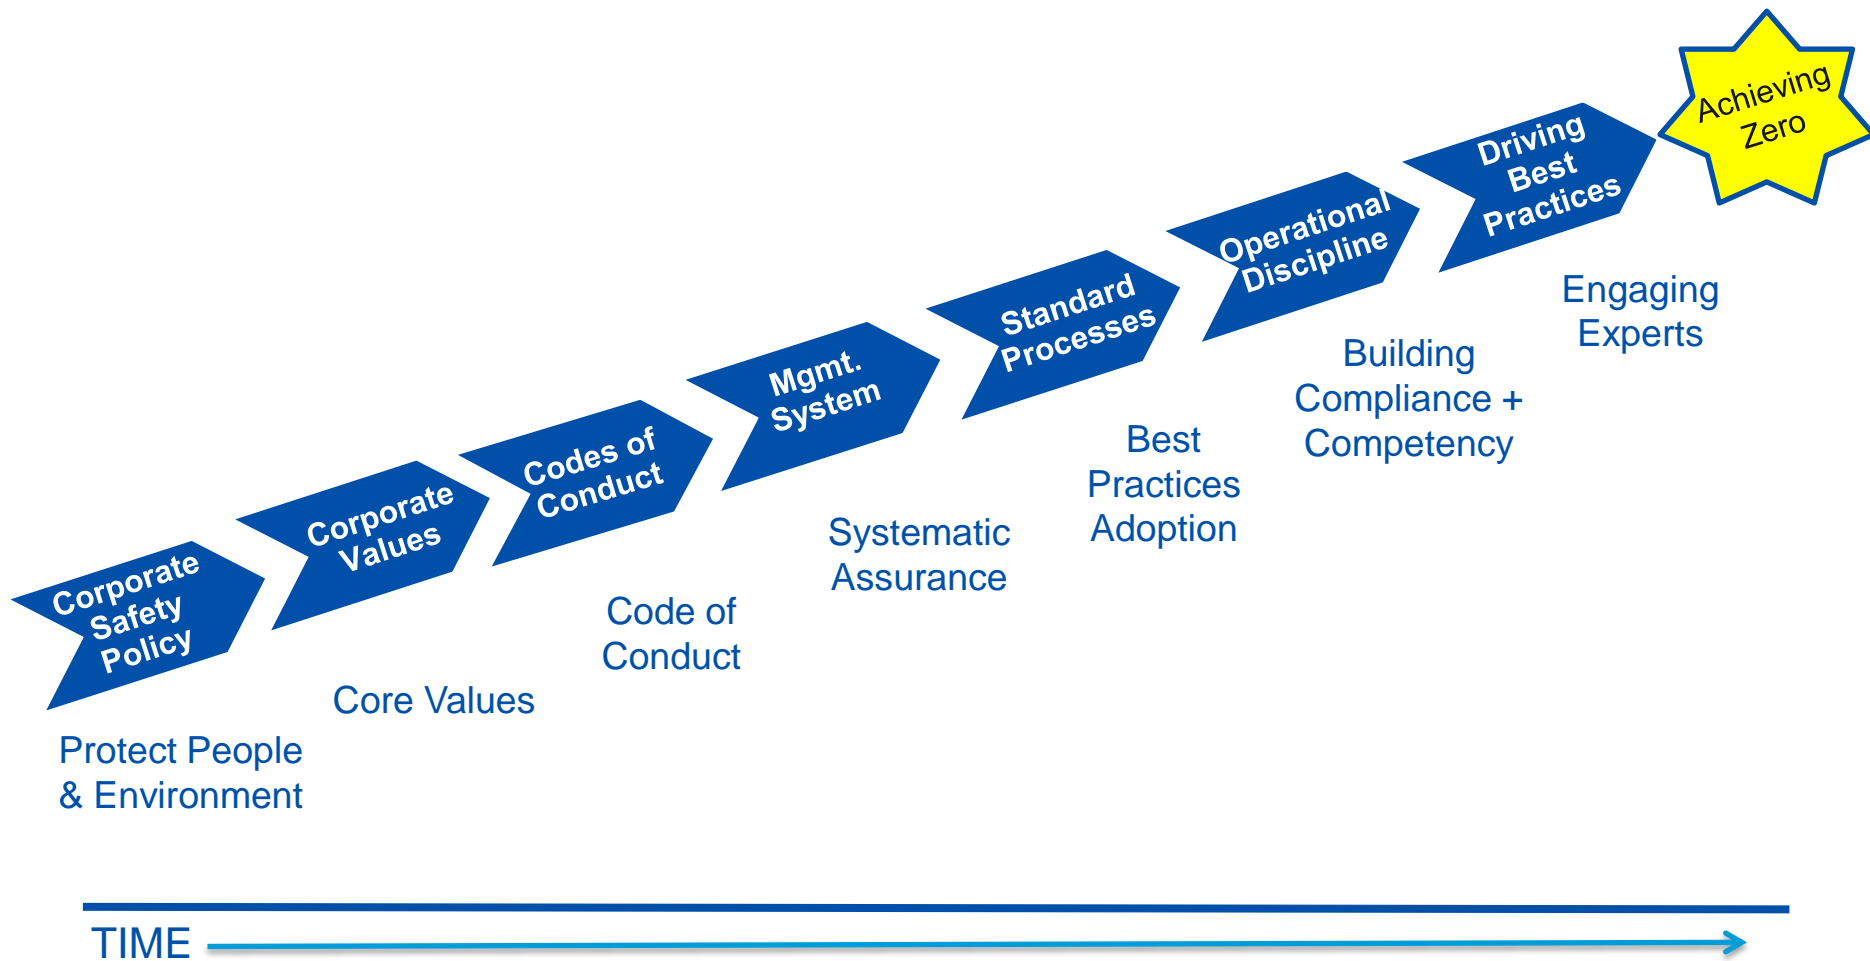 Corporate
Safety
Policy
Protect People
& Environment
Corporate
Values
Core Values
Codes of
Conduct
Code of
Conduct
Mgmt.
System
Systematic
Assurance
Standard
Processes
Best
Practices
Adoption
Operational
Discipline
Building
Compliance +
Competency
Driving
Best
Practices
Engaging
Experts
Achieving
Zero
TIME